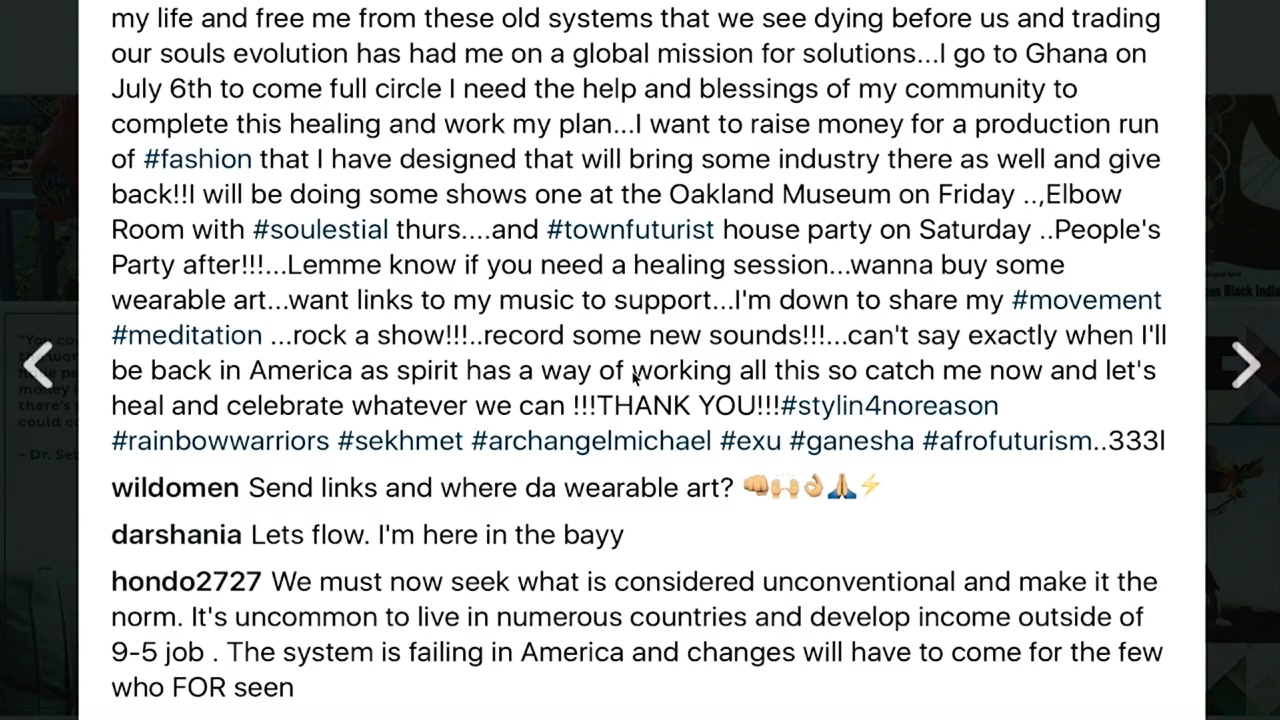 my life and free me from these old systems that we see dying before us and trading
our souls evolution has had me on a global mission for solutions...I go to Ghana on
July 6th to come full circle I need the help and blessings of my community to
complete this healing and work my plan...I want to raise money for a production run
of #fashion that I have designed that will bring some industry there as well and give
back!!I will be doing some shows one at the Oakland Museum on Friday ..,Elbow
Room with #soulestial thurs....and #townfuturist house party on Saturday ..People's
Party after!!!...Lemme know if you need a healing session...wanna buy some
wearable art...want links to my music to support...I'm down to share my #movement
#meditation ...rock a show!!!..record some new sounds!!!...can't say exactly when I'll
be back in America as spirit has a way of working all this so catch me now and let's
heal and celebrate whatever we can !!!THANK YOU!!!#stylin4noreason
#rainbowwarriors #sekhmet #archangelmichael #exu #ganesha #afrofuturism..333l
wildomen Send links and where da wearable art? 👊🏼🙌🏼👌🏼🙏🏼⚡
darshania Lets flow. I'm here in the bayy
hondo2727 We must now seek what is considered unconventional and make it the
norm. It's uncommon to live in numerous countries and develop income outside of
9-5 job . The system is failing in America and changes will have to come for the few
who FOR seen